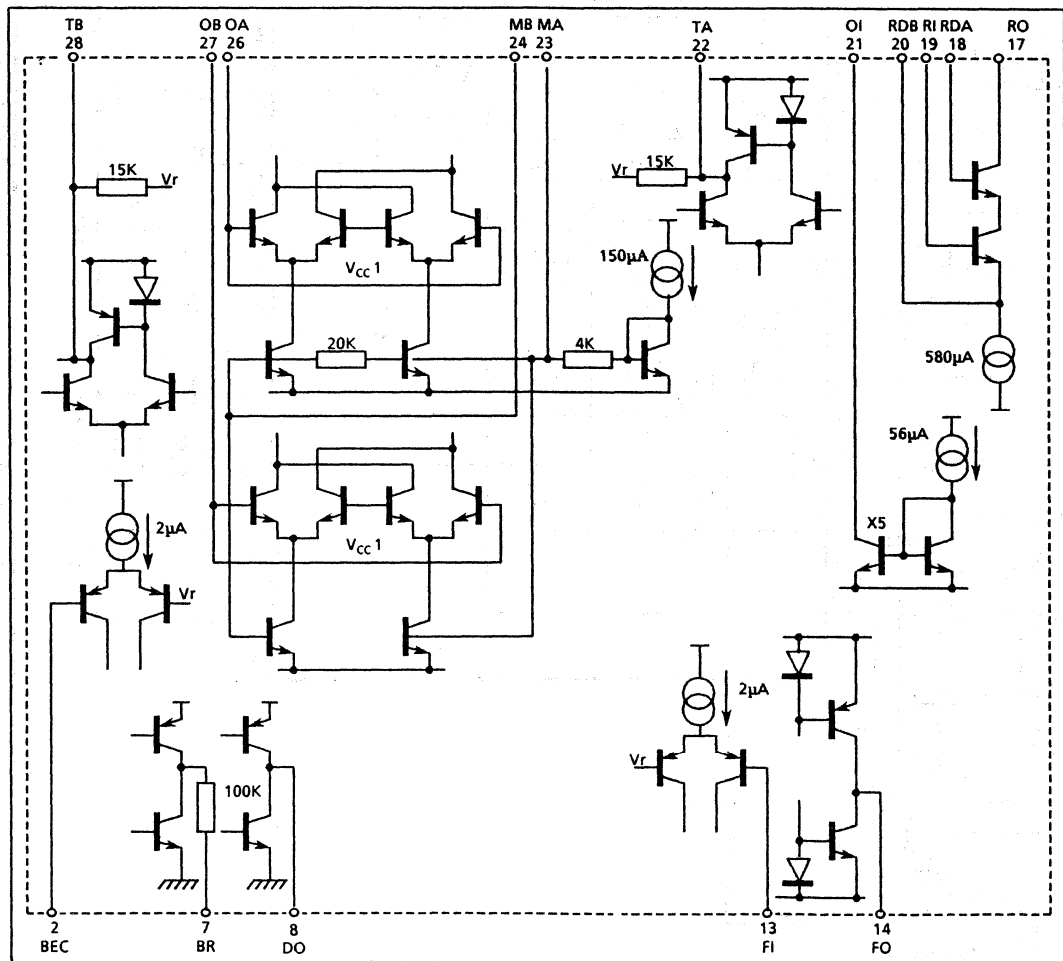 TB OB OA MB MA TA OI RDB RI RDA RO
28 27 26 24 23 22 21 20 19 18 17
15K Vr
Vr 15K
VCC 1
150µA
20K 4K
580µA
56µA
X5
2µA
VCC 1
Vr
2µA
Vr
100K
2 7 8 13 14
BEC BR DO FI FO